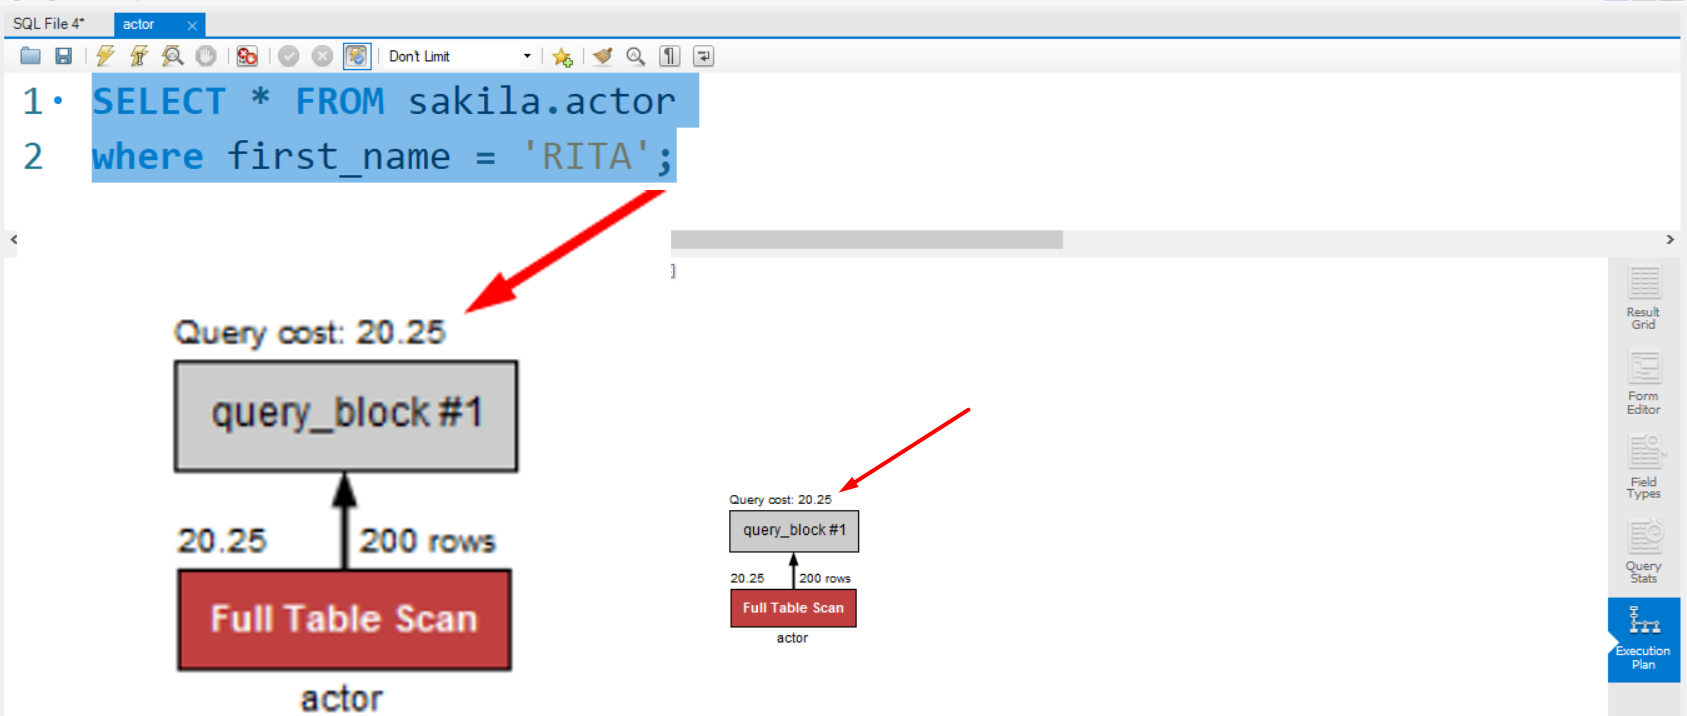 SQL File 4*
actor
Don't Limit
1 SELECT * FROM sakila.actor
2 where first_name = 'RITA';
Query cost: 20.25
query_block #1
20.25 200 rows
Full Table Scan
actor
Query cost: 20.25
query_block #1
20.25 200 rows
Full Table Scan
actor
Result
Grid
Form
Editor
Field
Types
Query
Stats
Execution
Plan